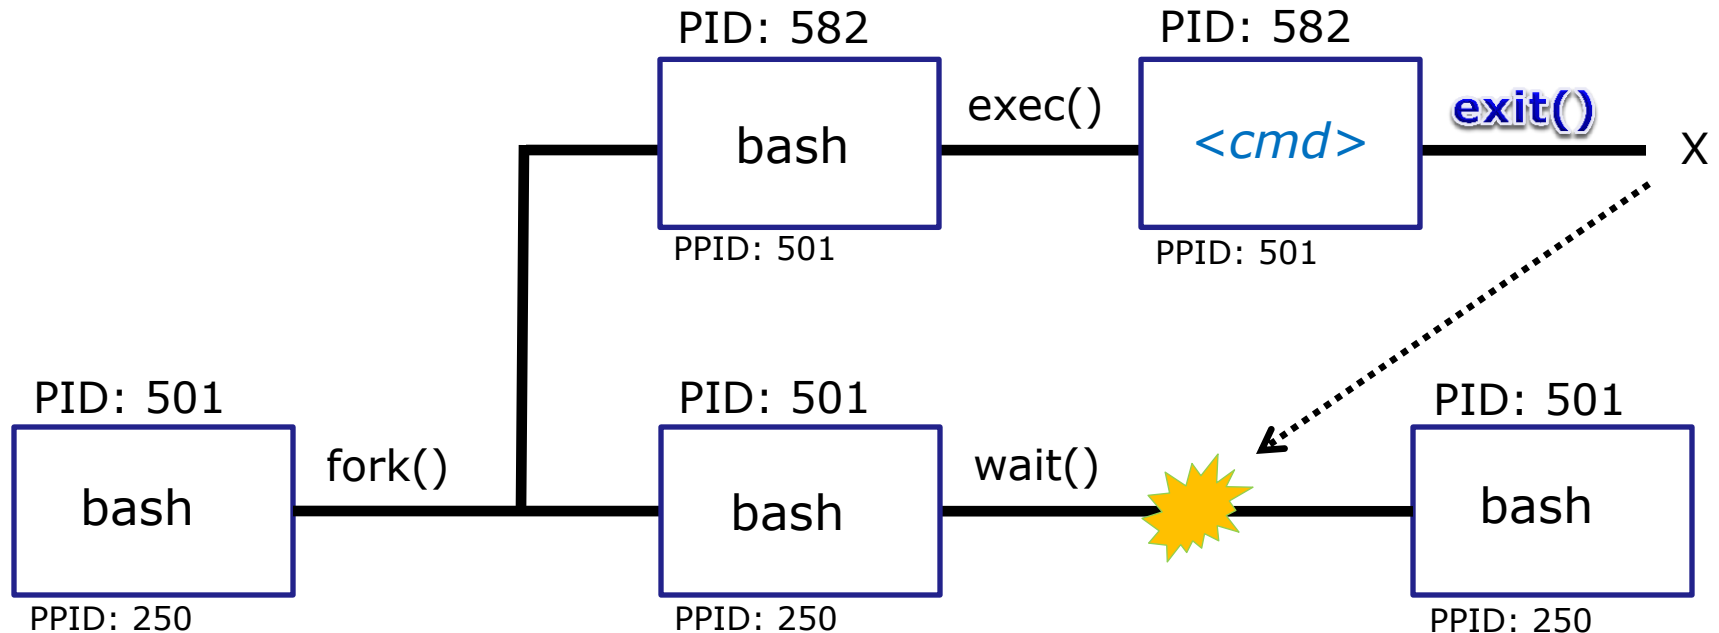 PID: 582
PID: 582
bash
exec()
<cmd>
exit()
X
PPID: 501
PPID: 501
PID: 501
PID: 501
PID: 501
bash
fork()
bash
wait()
bash
PPID: 250
PPID: 250
PPID: 250